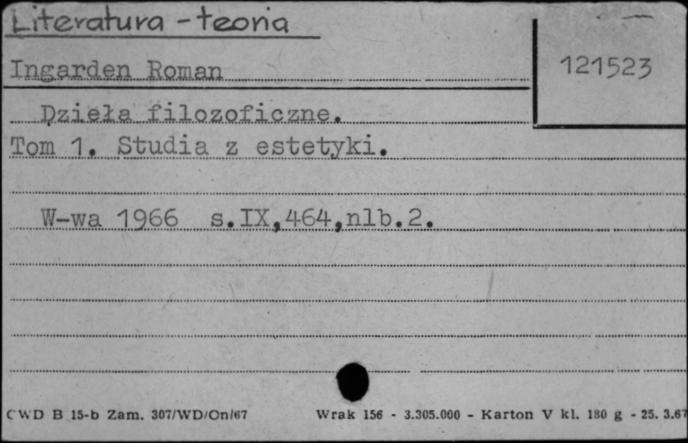 Literatura - teoria
Ingarden Roman
121523
Dzieła filozoficzne.
Tom 1. Studia z estetyki.
W-wa 1966 s.IX,464,nlb.2.
CWD B 15-b Zam. 307/WD/On/67 Wrak 156 - 3.305.000 - Karton V kl. 180 g - 25. 3.67